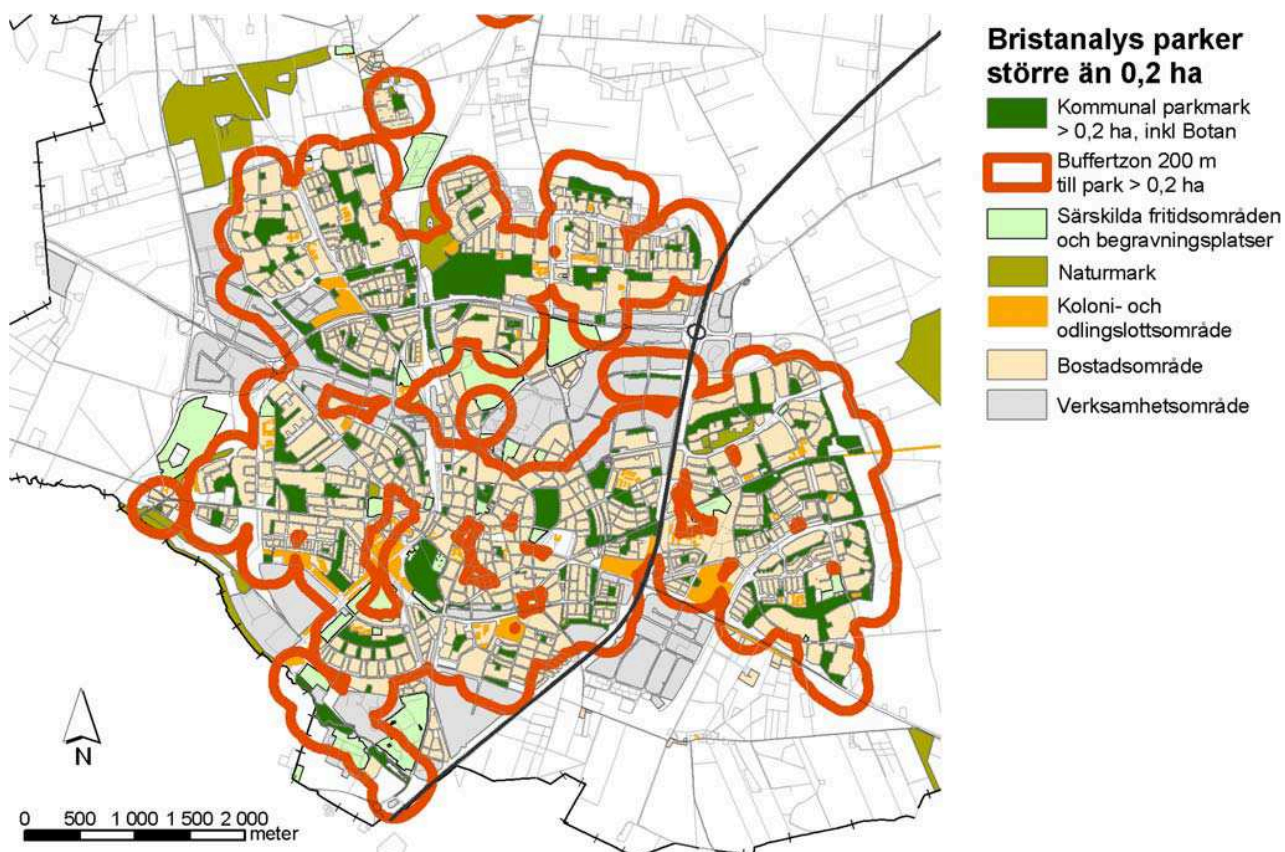 Bristanalys parker
större än 0,2 ha
Kommunal parkmark
> 0,2 ha, inkl Botan
Buffertzon 200 m
till park > 0,2 ha
Särskilda fritidsområden
och begravningsplatser
Naturmark
Koloni- och
odlingslottsområde
Bostadsområde
Verksamhetsområde
N
0 500 1 000 1 500 2 000
meter